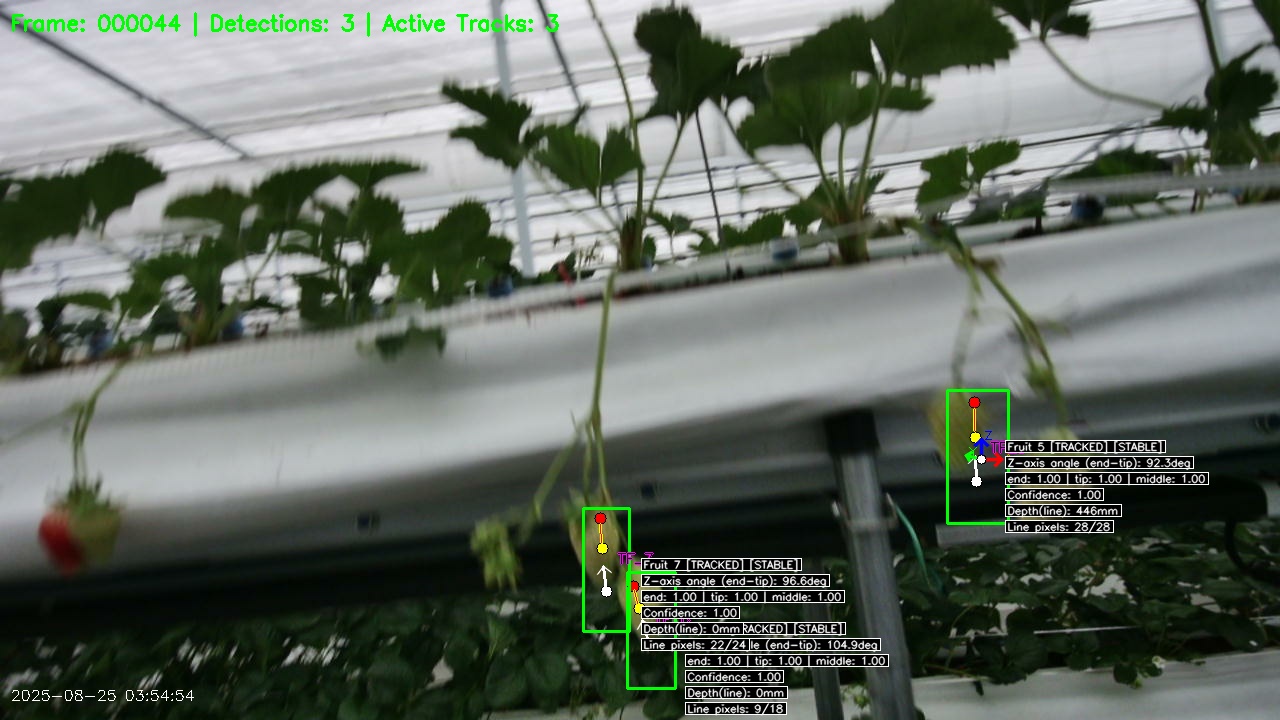 Frame: 000044 | Detections: 3 | Active Tracks: 3
Z
Fruit 5 [TRACKED] [STABLE]
Z-axis angle (end-tip): 92.3deg
end: 1.00 | tip: 1.00 | middle: 1.00
Confidence: 1.00
Depth(line): 446mm
Line pixels: 28/28
Fruit 7 [TRACKED] [STABLE]
Z-axis angle (end-tip): 96.6deg
end: 1.00 | tip: 1.00 | middle: 1.00
Confidence: 1.00
Depth(line): 0mm
Line pixels: 22/24
[STABLE]
(end-tip): 104.9deg
end: 1.00 | tip: 1.00 | middle: 1.00
Confidence: 1.00
Depth(line): 0mm
Line pixels: 9/18
2025-08-25 03:54:54